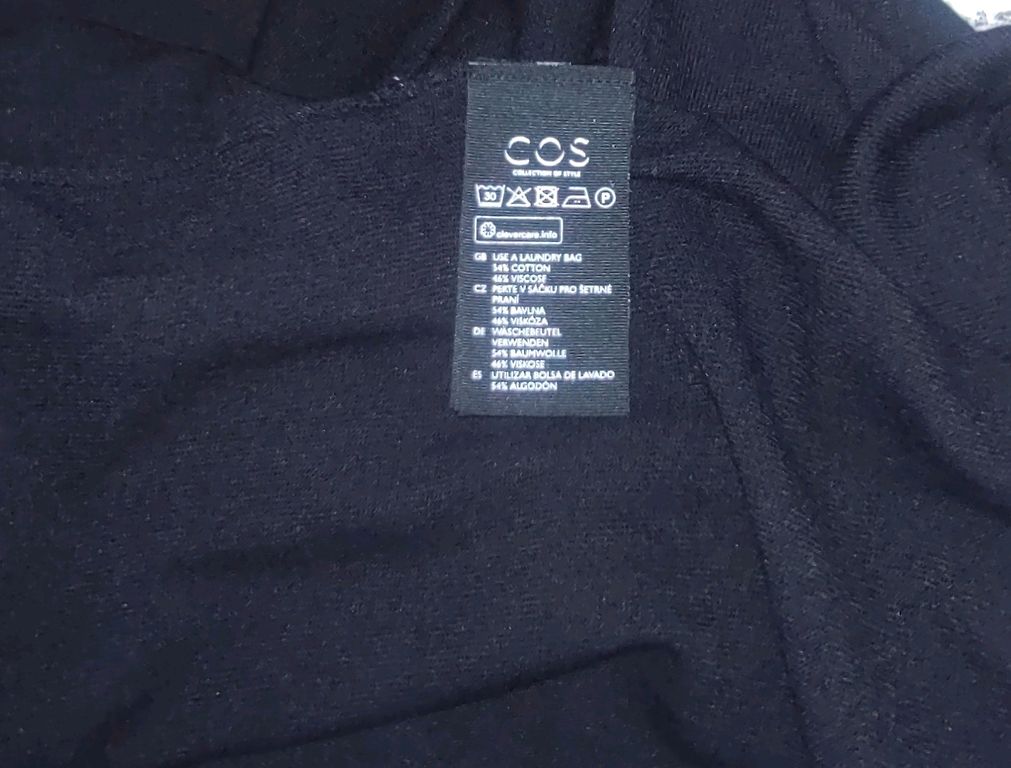 COS
COLLECTION OF STYLE
30
P
clevercare.info
GB USE A LAUNDRY BAG
54% COTTON
46% VISCOSE
CZ PERTE V SÁČKU PRO ŠETRNÉ
PRANÍ
54% BAVLNA
46% VISKÓZA
DE WÄSCHEBEUTEL
VERWENDEN
54% BAUMWOLLE
46% VISKOSE
ES UTILIZAR BOLSA DE LAVADO
54% ALGODÓN